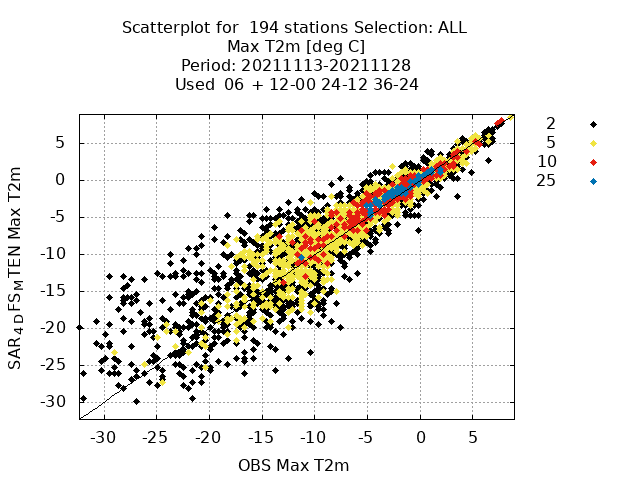 Scatterplot for  194 stations Selection: ALL
Max T2m [deg C]
Period: 20211113-20211128
Used  06 + 12-00 24-12 36-24
2
5
10
25
5
0
-5
-10
-15
-20
-25
-30
SAR4DFSMTEN Max T2m
-30 -25 -20 -15 -10 -5 0 5
OBS Max T2m